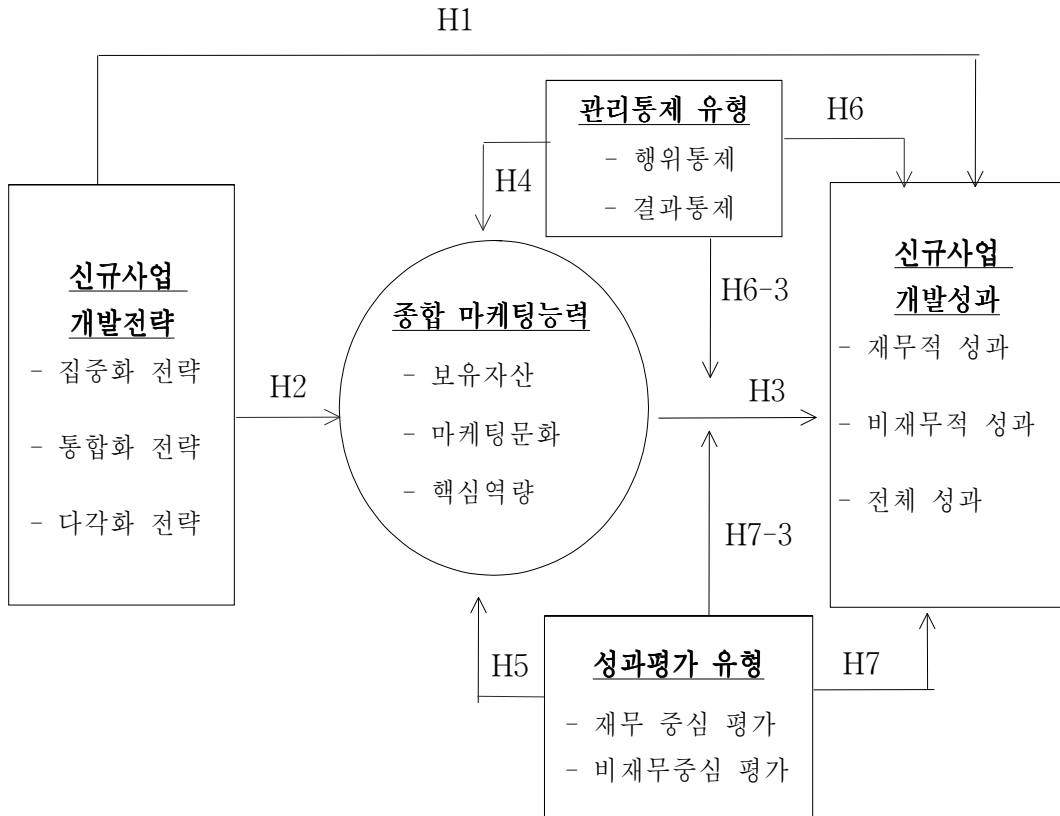 H1
관리통제 유형
- 행위통제
- 결과통제
H6
H4
신규사업
개발전략
- 집중화 전략
- 통합화 전략
- 다각화 전략
H2
종합 마케팅능력
- 보유자산
- 마케팅문화
- 핵심역량
H6-3
H3
신규사업
개발성과
- 재무적 성과
- 비재무적 성과
- 전체 성과
H7-3
H5
성과평가 유형
- 재무 중심 평가
- 비재무중심 평가
H7